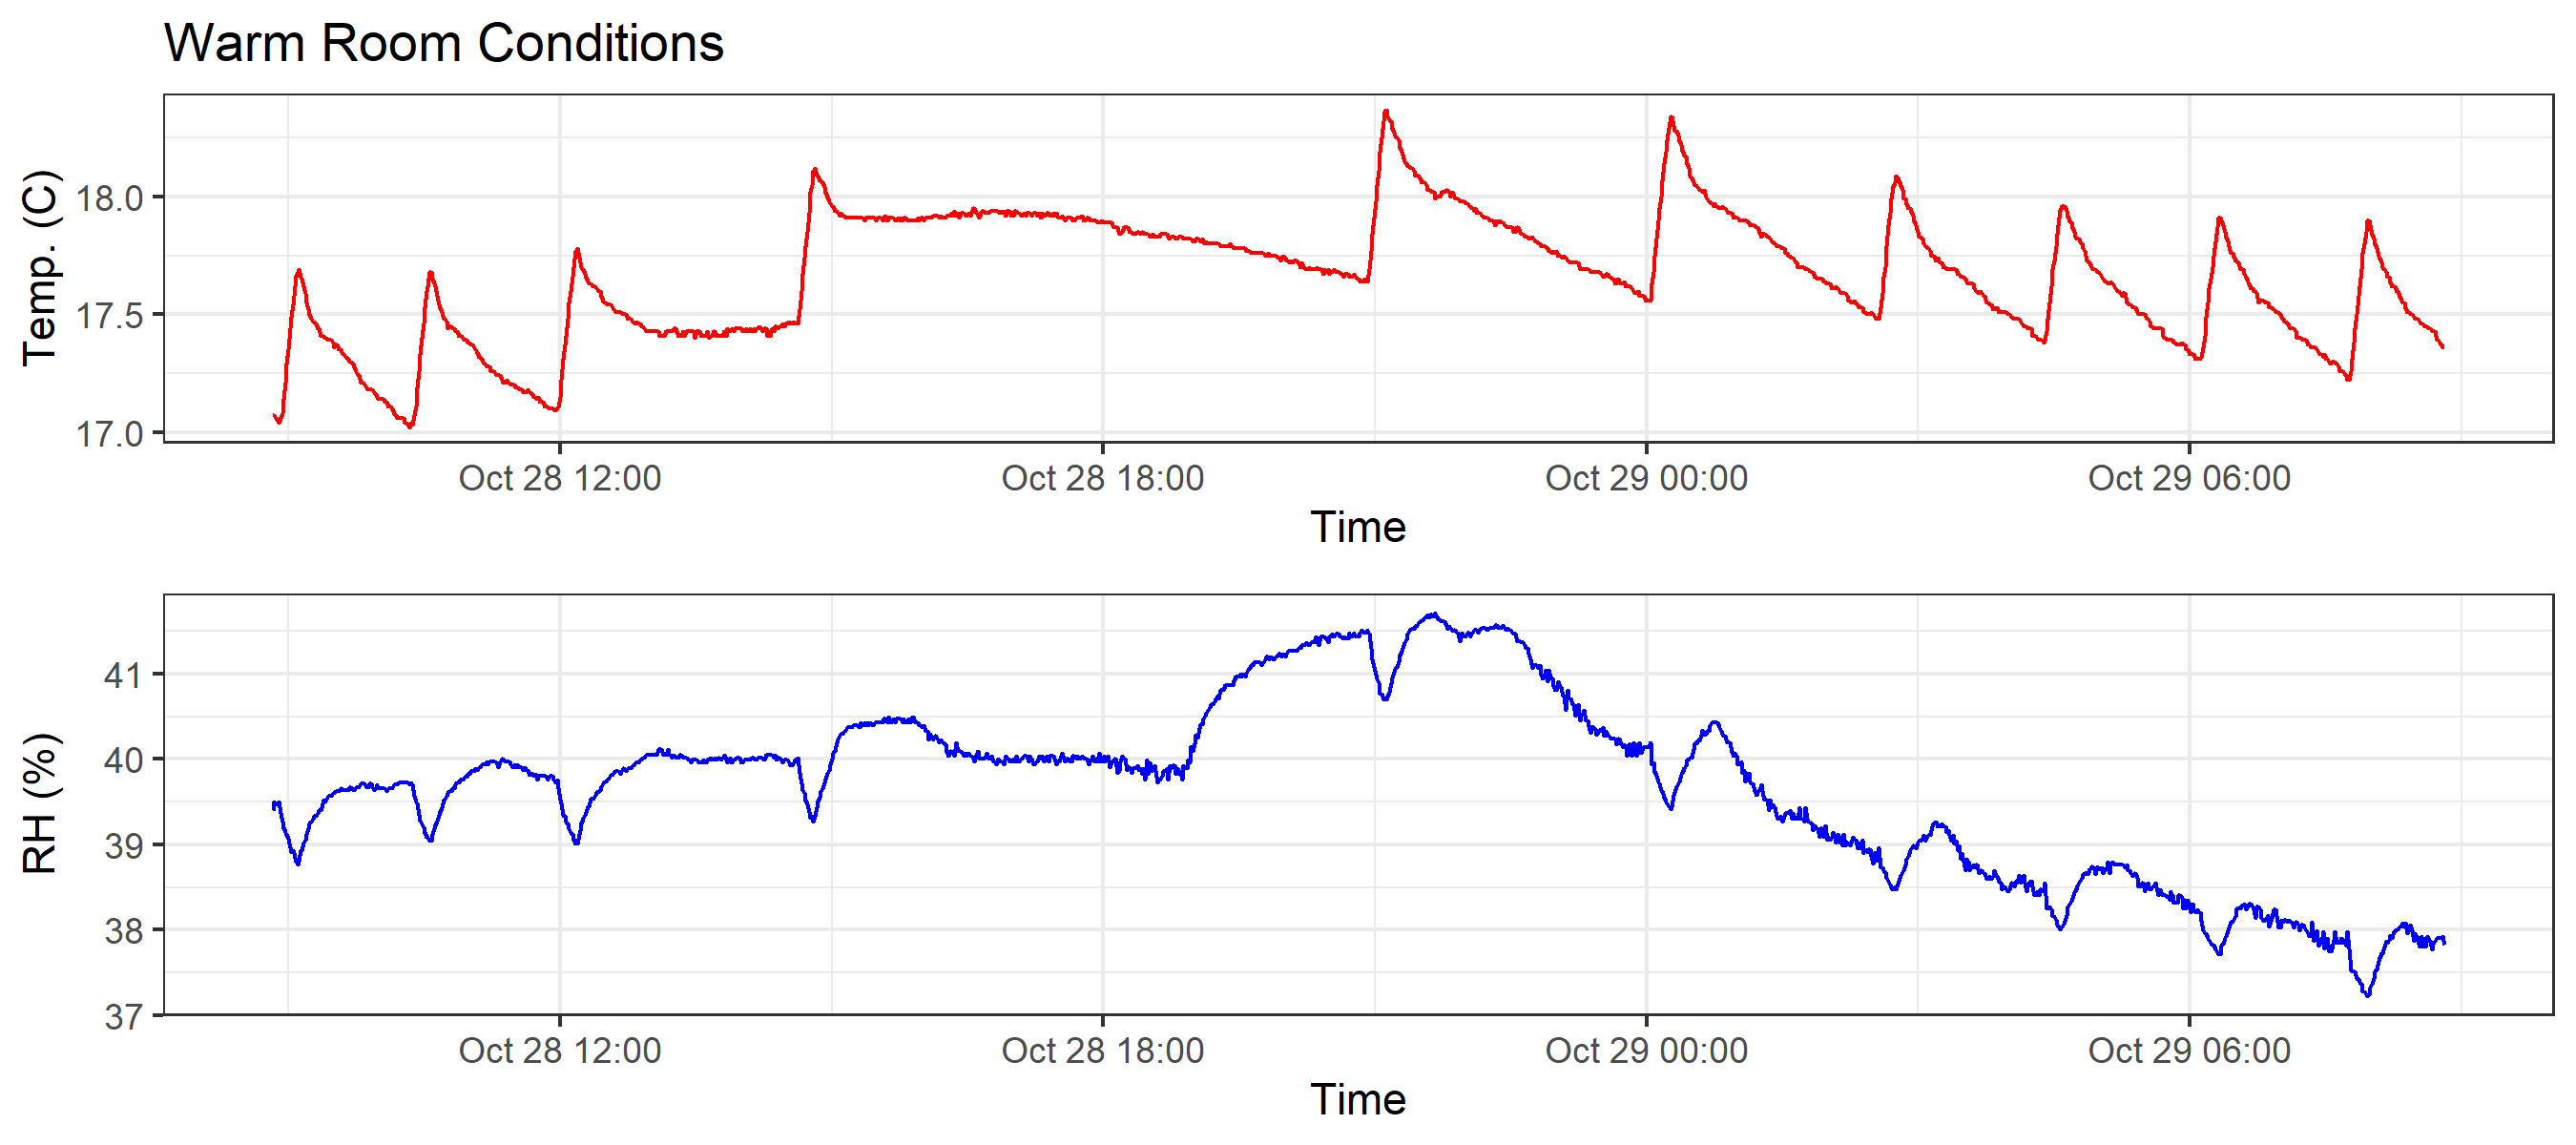 Warm Room Conditions
Temp. (C)
18.0
17.5
17.0
Oct 28 12:00 Oct 28 18:00 Oct 29 00:00 Oct 29 06:00
Time
RH (%)
41
40
39
38
37
Oct 28 12:00 Oct 28 18:00 Oct 29 00:00 Oct 29 06:00
Time